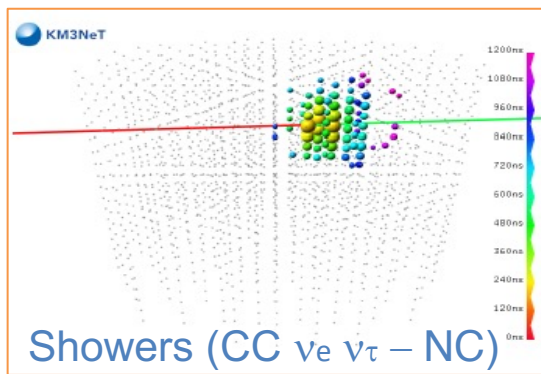 KM3NeT
1200ns
1080ns
960ns
840ns
720ns
600ns
480ns
360ns
240ns
120ns
0ns
Showers (CC νe ντ – NC)